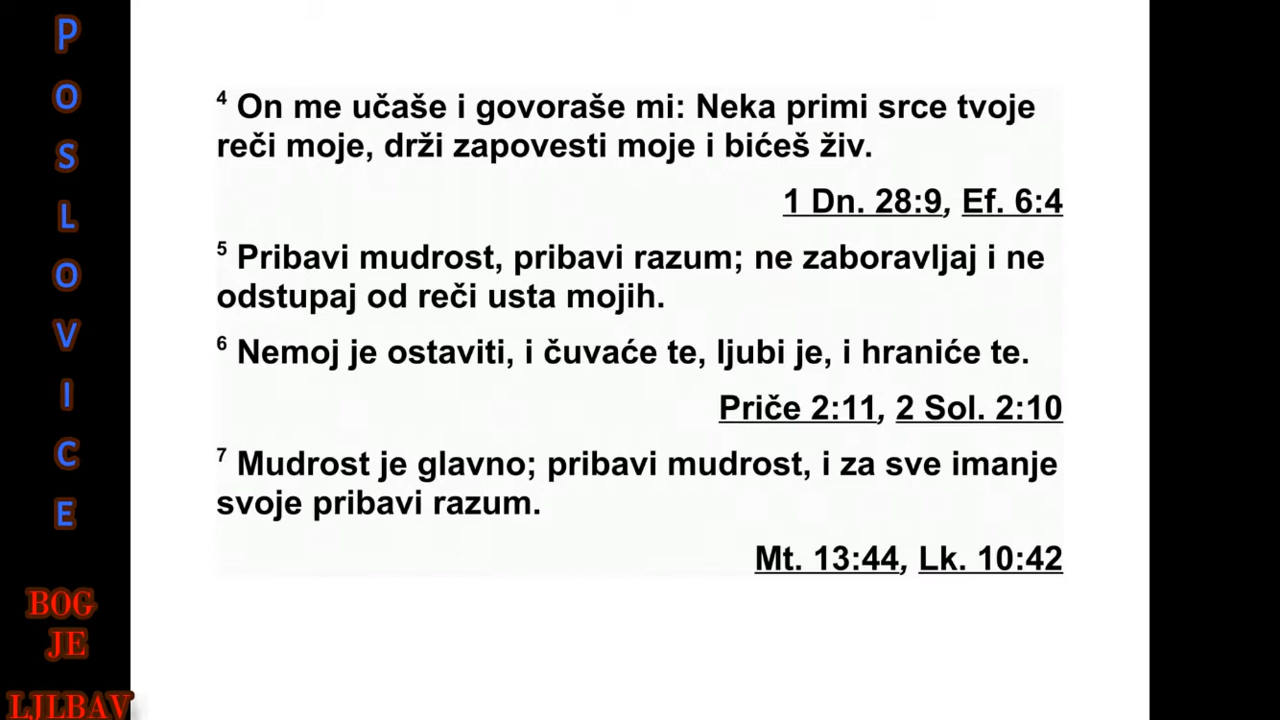 P
O
S
L
O
V
I
C
E
BOG
JE
LJLBAV
4 On me učaše i govoraše mi: Neka primi srce tvoje
reči moje, drži zapovesti moje i bićeš živ.
1 Dn. 28:9, Ef. 6:4
5 Pribavi mudrost, pribavi razum; ne zaboravljaj i ne
odstupaj od reči usta mojih.
6 Nemoj je ostaviti, i čuvaće te, ljubi je, i hraniće te.
Priče 2:11, 2 Sol. 2:10
7 Mudrost je glavno; pribavi mudrost, i za sve imanje
svoje pribavi razum.
Mt. 13:44, Lk. 10:42